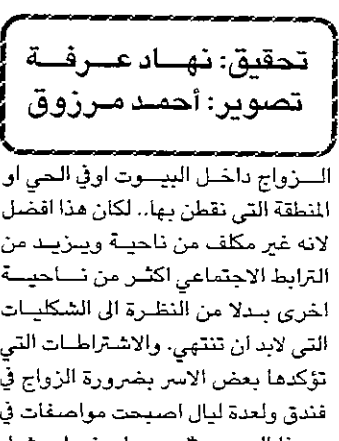 تحقيق: نهاد عرفة
تصوير: أحمد مرزوق
الزواج داخل البيوت اوفي الحي او
المنطقة التي نقطن بها.. لكان هذا افضل
لانه غير مكلف من ناحية ويزيد من
الترابط الاجتماعي اكثر من ناحية
اخرى بدلا من النظرة الى الشكليات
التي لابد ان تنتهي. والاشتراطات التي
تؤكدها بعض الاسر بضرورة الزواج في
فندق ولعدة ليال اصبحت مواصفات في